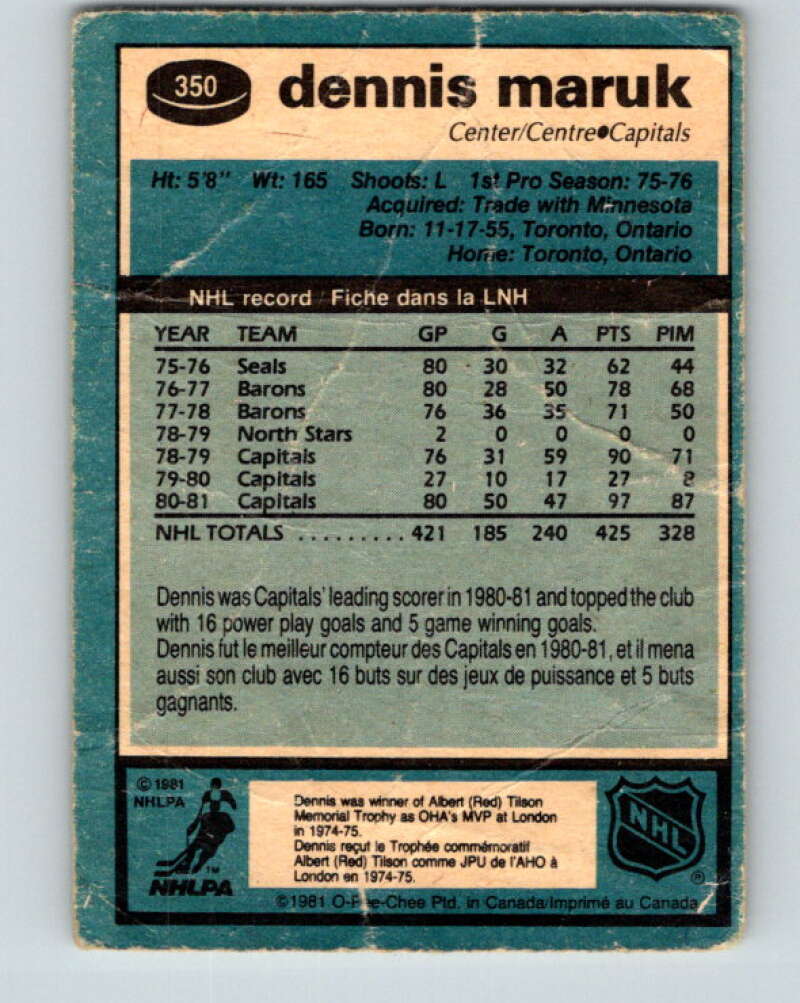 350 dennis maruk
Center/Centre●Capitals
Ht: 5'8" Wt: 165 Shoots: L 1st Pro Season: 75-76
Acquired: Trade with Minnesota
Born: 11-17-55, Toronto, Ontario
Home: Toronto, Ontario
NHL record / Fiche dans la LNH
YEAR TEAM GP G A PTS PIM
75-76 Seals 80 30 32 62 44
76-77 Barons 80 28 50 78 68
77-78 Barons 76 36 35 71 50
78-79 North Stars 2 0 0 0 0
78-79 Capitals 76 31 59 90 71
79-80 Capitals 27 10 17 27 8
80-81 Capitals 80 50 47 97 87
NHL TOTALS ......... 421 185 240 425 328
Dennis was Capitals' leading scorer in 1980-81 and topped the club
with 16 power play goals and 5 game winning goals.
Dennis fut le meilleur compteur des Capitals en 1980-81, et il mena
aussi son club avec 16 buts sur des jeux de puissance et 5 buts
gagnants.
© 1981
NHLPA
TM
NHLPA
Dennis was winner of Albert (Red) Tilson
Memorial Trophy as OHA's MVP at London
in 1974-75.
Dennis reçut le Trophée commémoratif
Albert (Red) Tilson comme JPU de l'AHO à
London en 1974-75.
NHL
©1981 O-Pee-Chee Ptd. in Canada/Imprimé au Canada